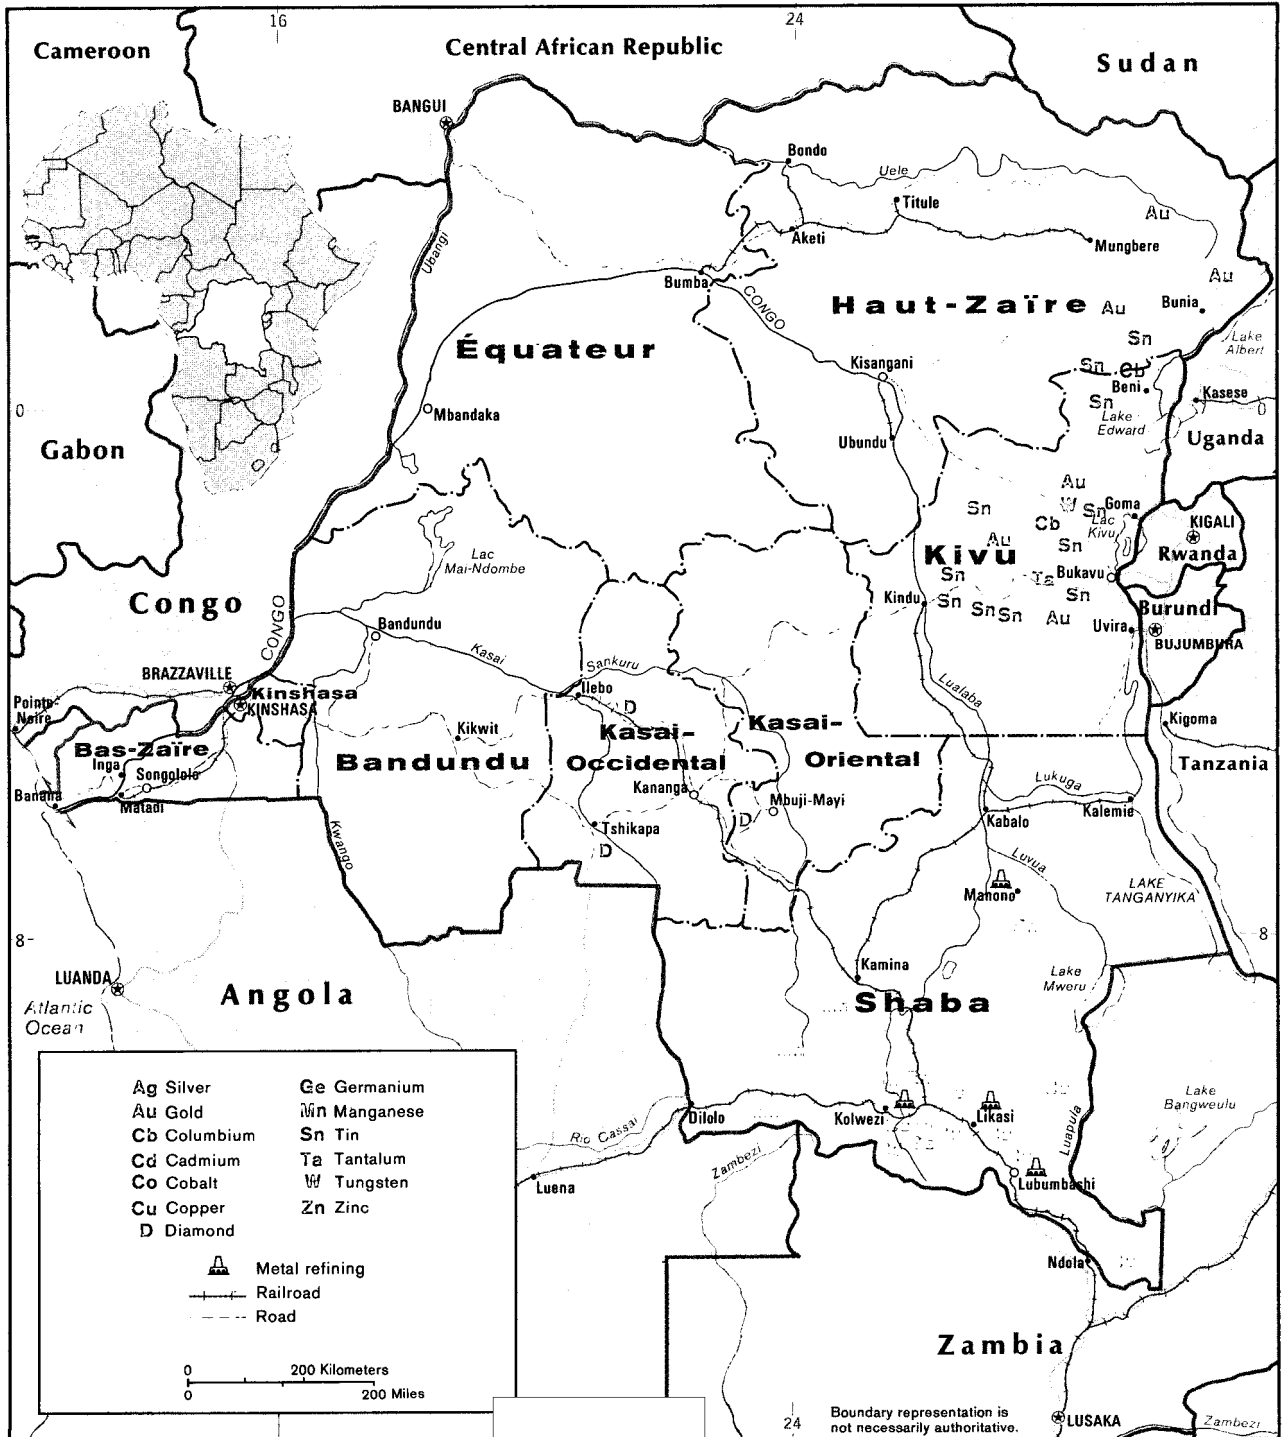 16
24
Cameroon
Central African Republic
Sudan
BANGUI
Bondo
Uele
Titule
Au
Aketi
Mungbere
Ubangi
Au
Bumba
CONGO
Haut-Zaïre
Au
Bunia
Équateur
Sn
Lake
Albert
Kisangani
Sn
Cb
Beni
Kasese
0
Mbandaka
Sn
0
Lake
Edward
Gabon
Ubundu
Uganda
Au
Sn
W
Sn
Goma
Cb
Lac
Kivu
KIGALI
Au
Kivu
Sn
Rwanda
Lac
Mai-Ndombe
Sn
Ta
Bukavu
Congo
CONGO
Kindu
Sn
Sn
Sn
Sn
Au
Burundi
Bandundu
Uvira
BUJUMBURA
Kasai
Sankuru
BRAZZAVILLE
Kinshasa
KINSHASA
Ilebo
Lualaba
Pointe-
Noire
D
Kigoma
Kikwit
Kasai-
Occidental
Kasai-
Oriental
Bas-Zaïre
Inga
Songololo
Bandundu
Tanzania
Banana
Matadi
Kananga
Mbuji-Mayi
Lukuga
Kalemie
Kabalo
D
Kwango
Tshikapa
D
Luvua
Manono
LAKE
TANGANYIKA
8
8
LUANDA
Kamina
Lake
Mweru
Angola
Shaba
Atlantic
Ocean
Ag Silver
Ge Germanium
Au Gold
Mn Manganese
Cb Columbium
Sn Tin
Cd Cadmium
Ta Tantalum
Co Cobalt
W Tungsten
Cu Copper
Zn Zinc
D Diamond
Metal refining
Railroad
Road
0 200 Kilometers
0 200 Miles
Dilolo
Kolwezi
Likasi
Luapula
Lake
Bangweulu
Rio Cassai
Zambezi
Luena
Lubumbashi
Ndola
Zambia
24
Boundary representation is
not necessarily authoritative.
LUSAKA
Zambezi